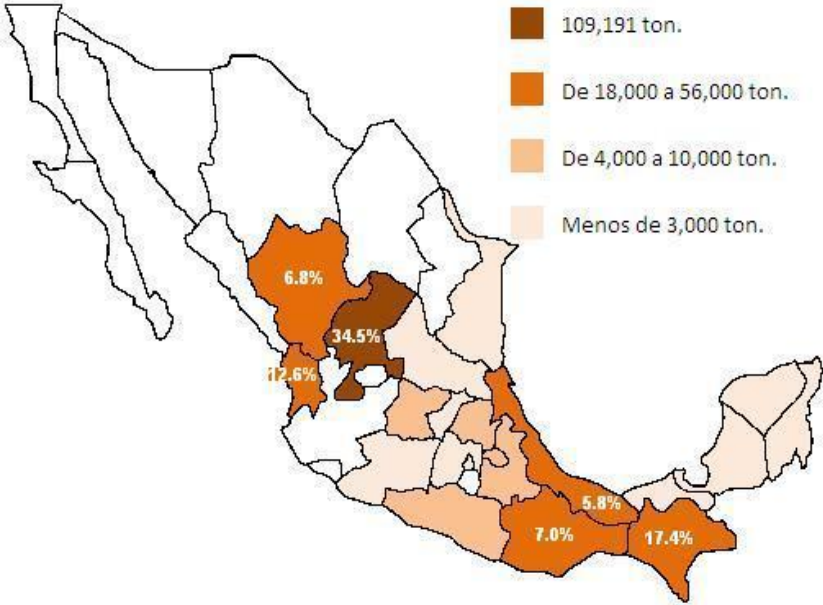 109,191 ton.
De 18,000 a 56,000 ton.
De 4,000 a 10,000 ton.
Menos de 3,000 ton.
6.8%
34.5%
12.6%
5.8%
7.0%
17.4%